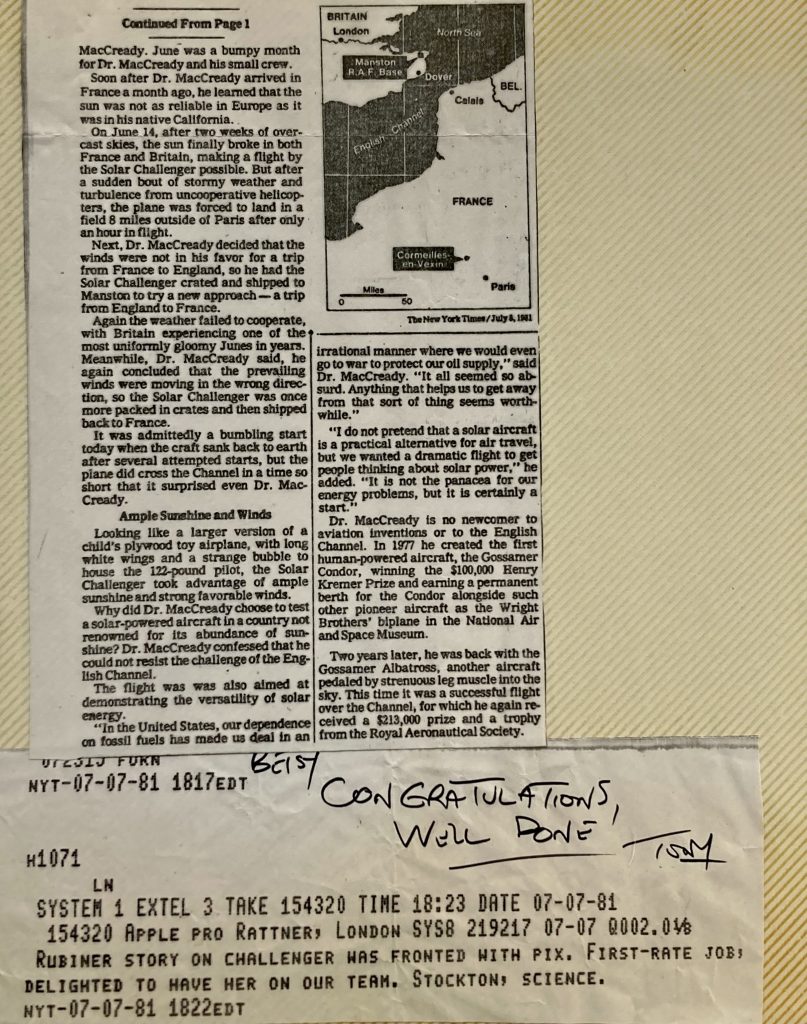 Continued From Page 1
MacCready. June was a bumpy month
for Dr. MacCready and his small crew.
Soon after Dr. MacCready arrived in
France a month ago, he learned that the
sun was not as reliable in Europe as it
was in his native California.
On June 14, after two weeks of over-
cast skies, the sun finally broke in both
France and Britain, making a flight by
the Solar Challenger possible. But after
a sudden bout of stormy weather and
turbulence from uncooperative helicop-
ters, the plane was forced to land in a
field 8 miles outside of Paris after only
an hour in flight.
Next, Dr. MacCready decided that the
winds were not in his favor for a trip
from France to England, so he had the
Solar Challenger crated and shipped to
Manston to try a new approach — a trip
from England to France.
Again the weather failed to cooperate,
with Britain experiencing one of the
most uniformly gloomy Junes in years.
Meanwhile, Dr. MacCready said, he
again concluded that the prevailing
winds were moving in the wrong direc-
tion, so the Solar Challenger was once
more packed in crates and then shipped
back to France.
It was admittedly a bumbling start
today when the craft sank back to earth
after several attempted starts, but the
plane did cross the Channel in a time so
short that it surprised even Dr. Mac-
Cready.
Ample Sunshine and Winds
Looking like a larger version of a
child's plywood toy airplane, with long
white wings and a strange bubble to
house the 122-pound pilot, the Solar
Challenger took advantage of ample
sunshine and strong favorable winds.
Why did Dr. MacCready choose to test
a solar-powered aircraft in a country not
renowned for its abundance of sun-
shine? Dr. MacCready confessed that he
could not resist the challenge of the Eng-
lish Channel.
The flight was was also aimed at
demonstrating the versatility of solar
energy.
"In the United States, our dependence
on fossil fuels has made us deal in an
BRITAIN
London
North Sea
Manston
R.A.F. Base
Dover
BEL.
Calais
English Channel
FRANCE
Cormeilles-
en-Vexin
Paris
Miles
0 50
The New York Times/July 8, 1981
irrational manner where we would even
go to war to protect our oil supply," said
Dr. MacCready. "It all seemed so ab-
surd. Anything that helps us to get away
from that sort of thing seems worth-
while."
"I do not pretend that a solar aircraft
is a practical alternative for air travel,
but we wanted a dramatic flight to get
people thinking about solar power," he
added. "It is not the panacea for our
energy problems, but it is certainly a
start."
Dr. MacCready is no newcomer to
aviation inventions or to the English
Channel. In 1977 he created the first
human-powered aircraft, the Gossamer
Condor, winning the $100,000 Henry
Kremer Prize and earning a permanent
berth for the Condor alongside such
other pioneer aircraft as the Wright
Brothers' biplane in the National Air
and Space Museum.
Two years later, he was back with the
Gossamer Albatross, another aircraft
pedaled by strenuous leg muscle into the
sky. This time it was a successful flight
over the Channel, for which he again re-
ceived a $213,000 prize and a trophy
from the Royal Aeronautical Society.
NYT-07-07-81 1817EDT
BETSY
CONGRATULATIONS,
WELL DONE
—TONY
H1071
LN
SYSTEM 1 EXTEL 3 TAKE 154320 TIME 18:23 DATE 07-07-81
154320 APPLE PRO RATTNER, LONDON SYS8 219217 07-07
RUBINER STORY ON CHALLENGER WAS FRONTED WITH PIX. FIRST-RATE JOB,
DELIGHTED TO HAVE HER ON OUR TEAM. STOCKTON, SCIENCE.
NYT-07-07-81 1822EDT